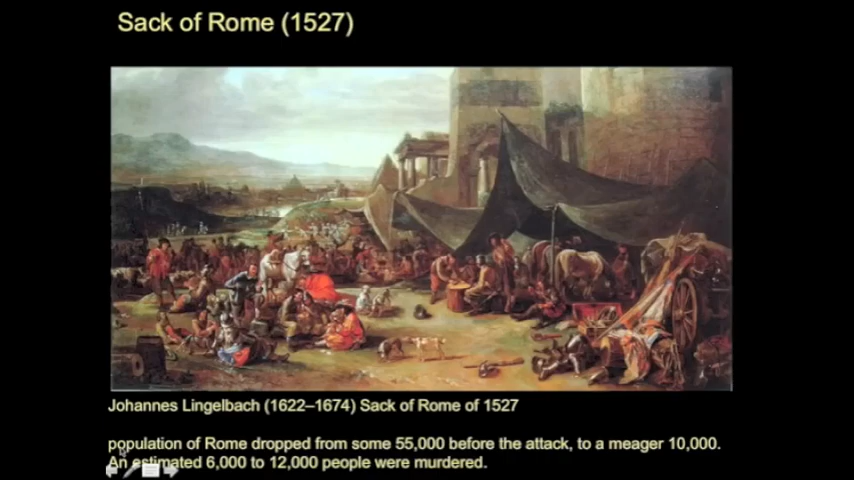 Sack of Rome (1527)
Johannes Lingelbach (1622–1674) Sack of Rome of 1527
population of Rome dropped from some 55,000 before the attack, to a meager 10,000.
An estimated 6,000 to 12,000 people were murdered.